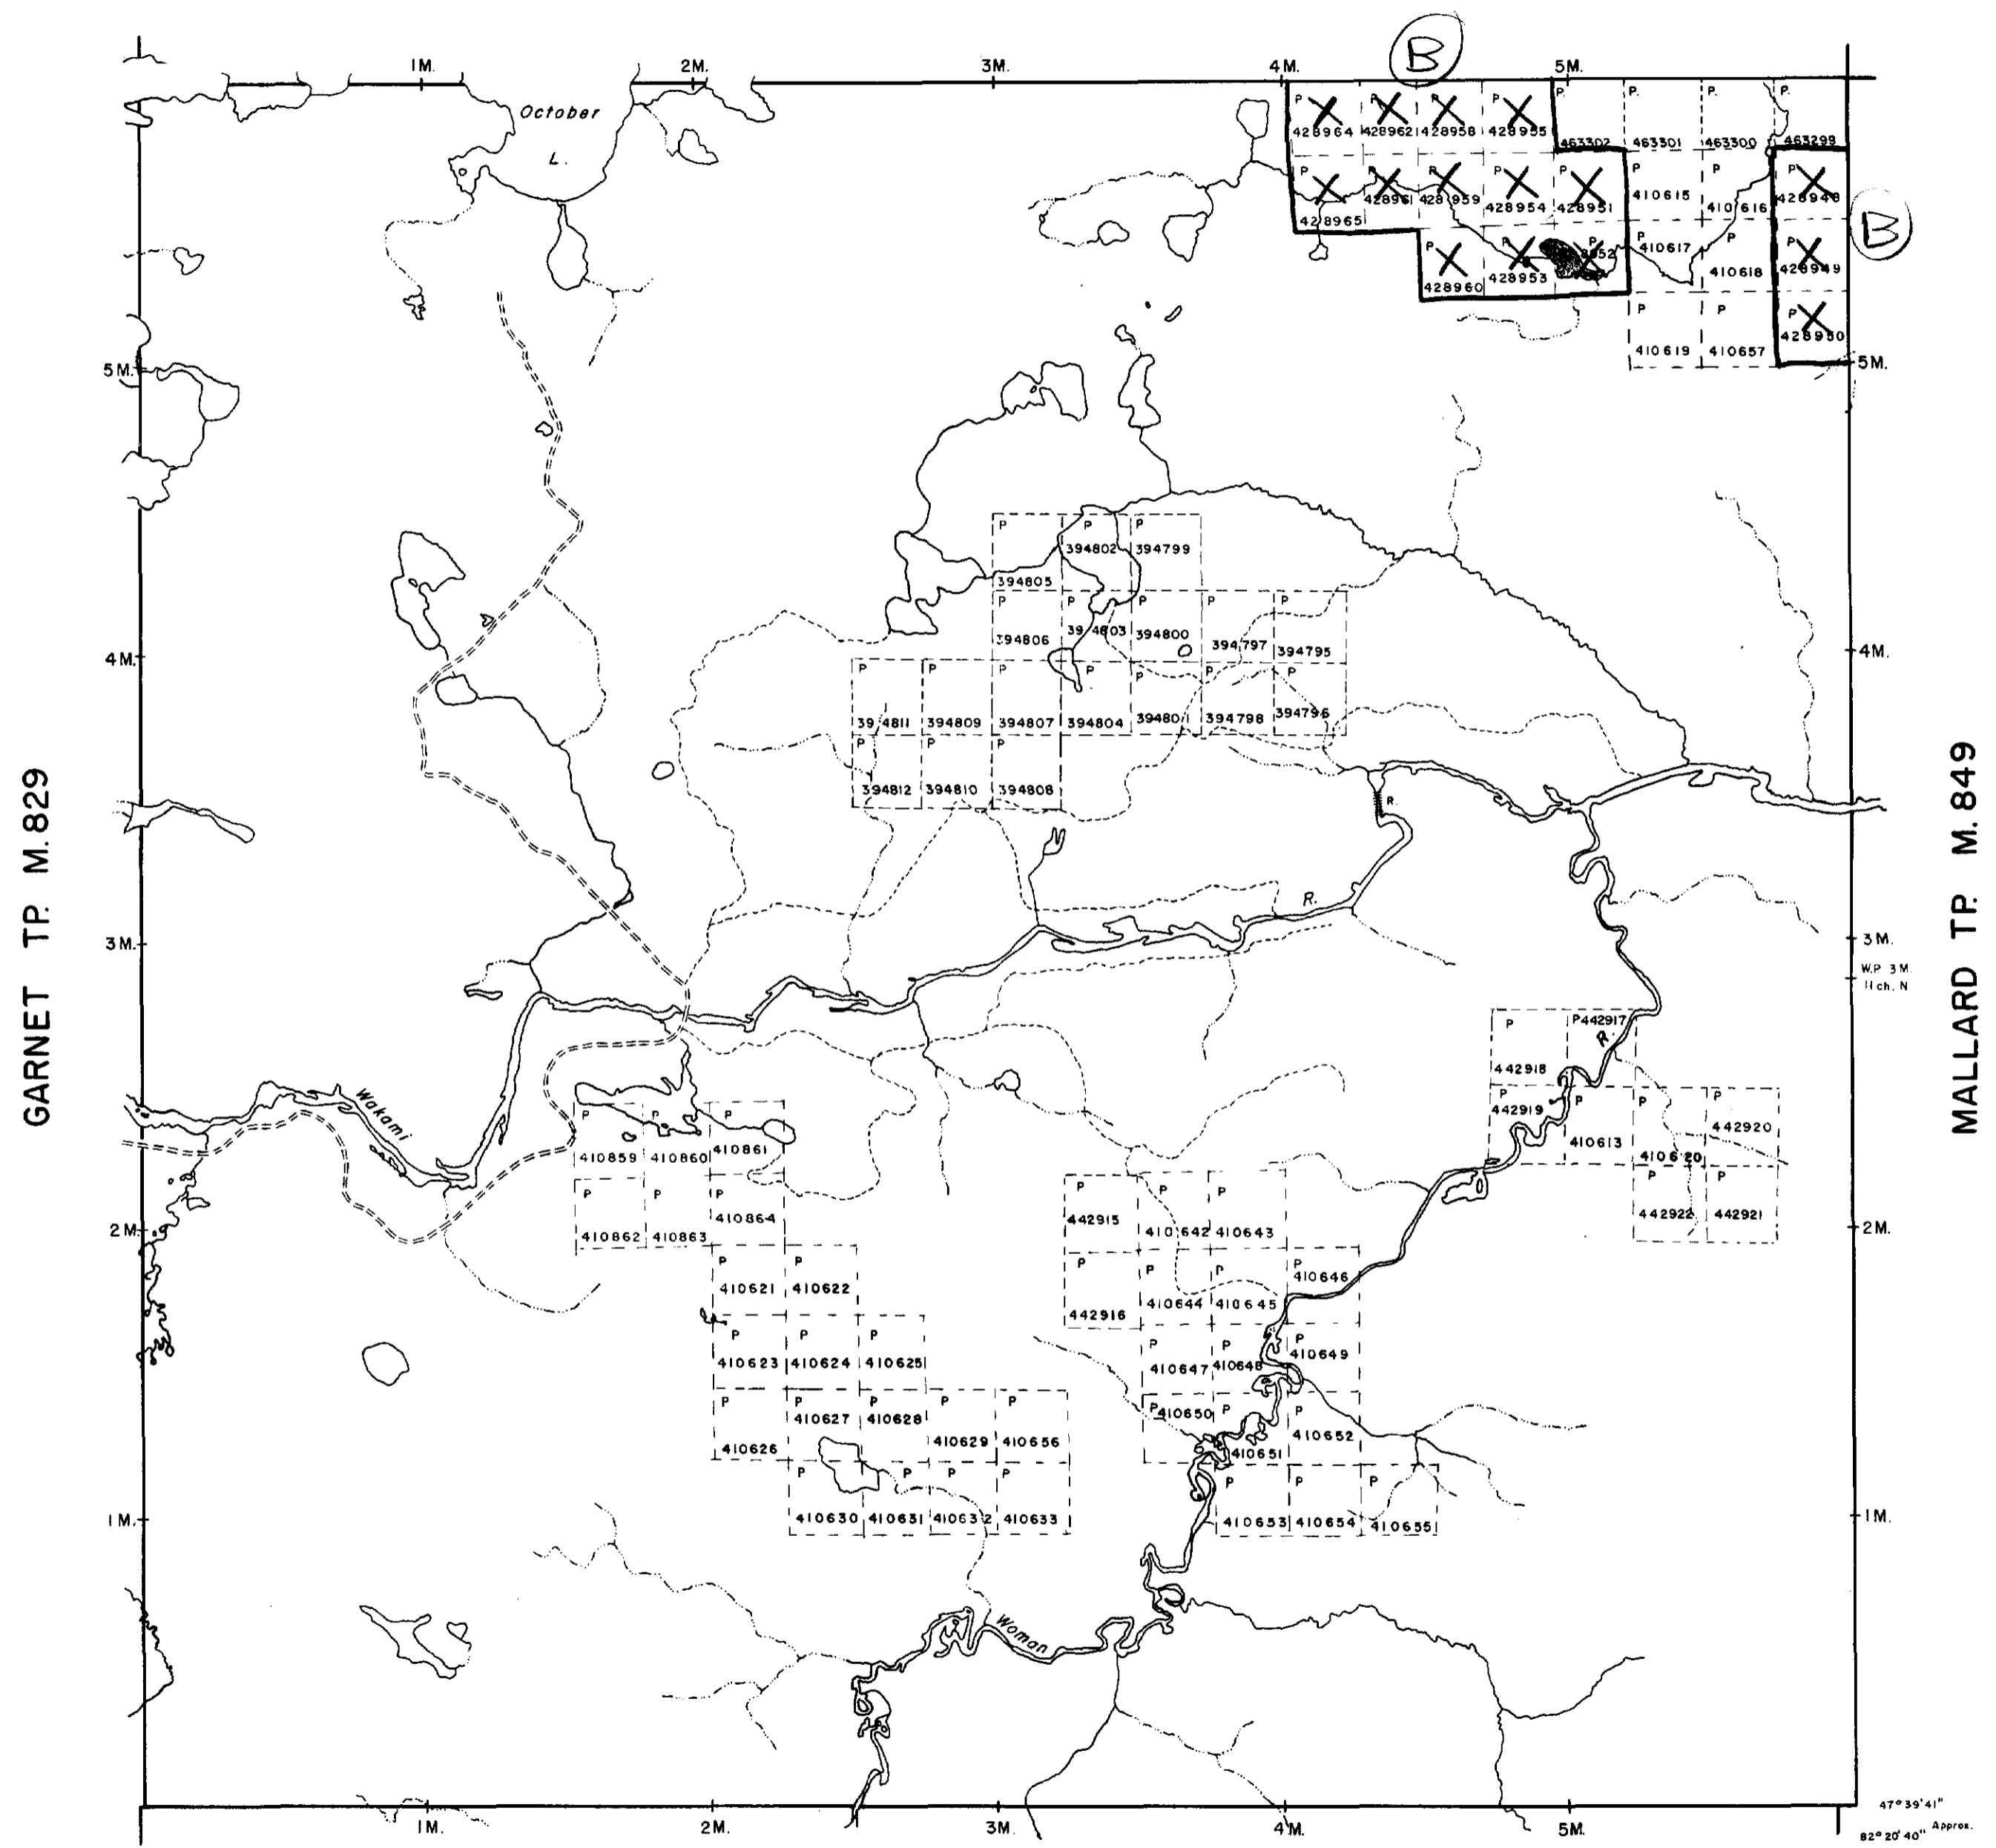 B
1M. 2M. 3M. 4M. 5M.
October
L.
P P P P P. P. P. P.
428964 428962 428958 428955 463302 463301 463300 463299
P P P P P P P P
428965 428961 428959 428954 428951 410615 410616 428948
B
P P P P P P
428960 428953 8952 410617 410618 428949
P P P
410619 410657 428950
5M. 5M.
P P P
394805 394802 394799
P P P P P
394806 394803 394800 394797 394795
4M. 4M.
P P P P P P P
394811 394809 394807 394804 394801 394798 394796
P P P
394812 394810 394808
R.
GARNET TP. M.829
MALLARD TP. M.849
R.
3M. 3M.
W.P. 3M.
11 ch. N
P P442917
442918
R.
P P P P
442919 410613 410620 442920
Wakami
P P P
410859 410860 410861
P P P
410862 410863 410864
P P P
442915 410642 410643
P P
442922 442921
2M. 2M.
P P
410621 410622
P P P P
442916 410644 410645 410646
P P P
410623 410624 410625
P P P
410647 410648 410649
P P P P P
410626 410627 410628 410629 410656
P P P
410650 410651 410652
P P P P
410630 410631 410632 410633
P P P
410653 410654 410655
1M. 1M.
Woman
1M. 2M. 3M. 4M. 5M.
47°39'41"
82°20'40" Approx.